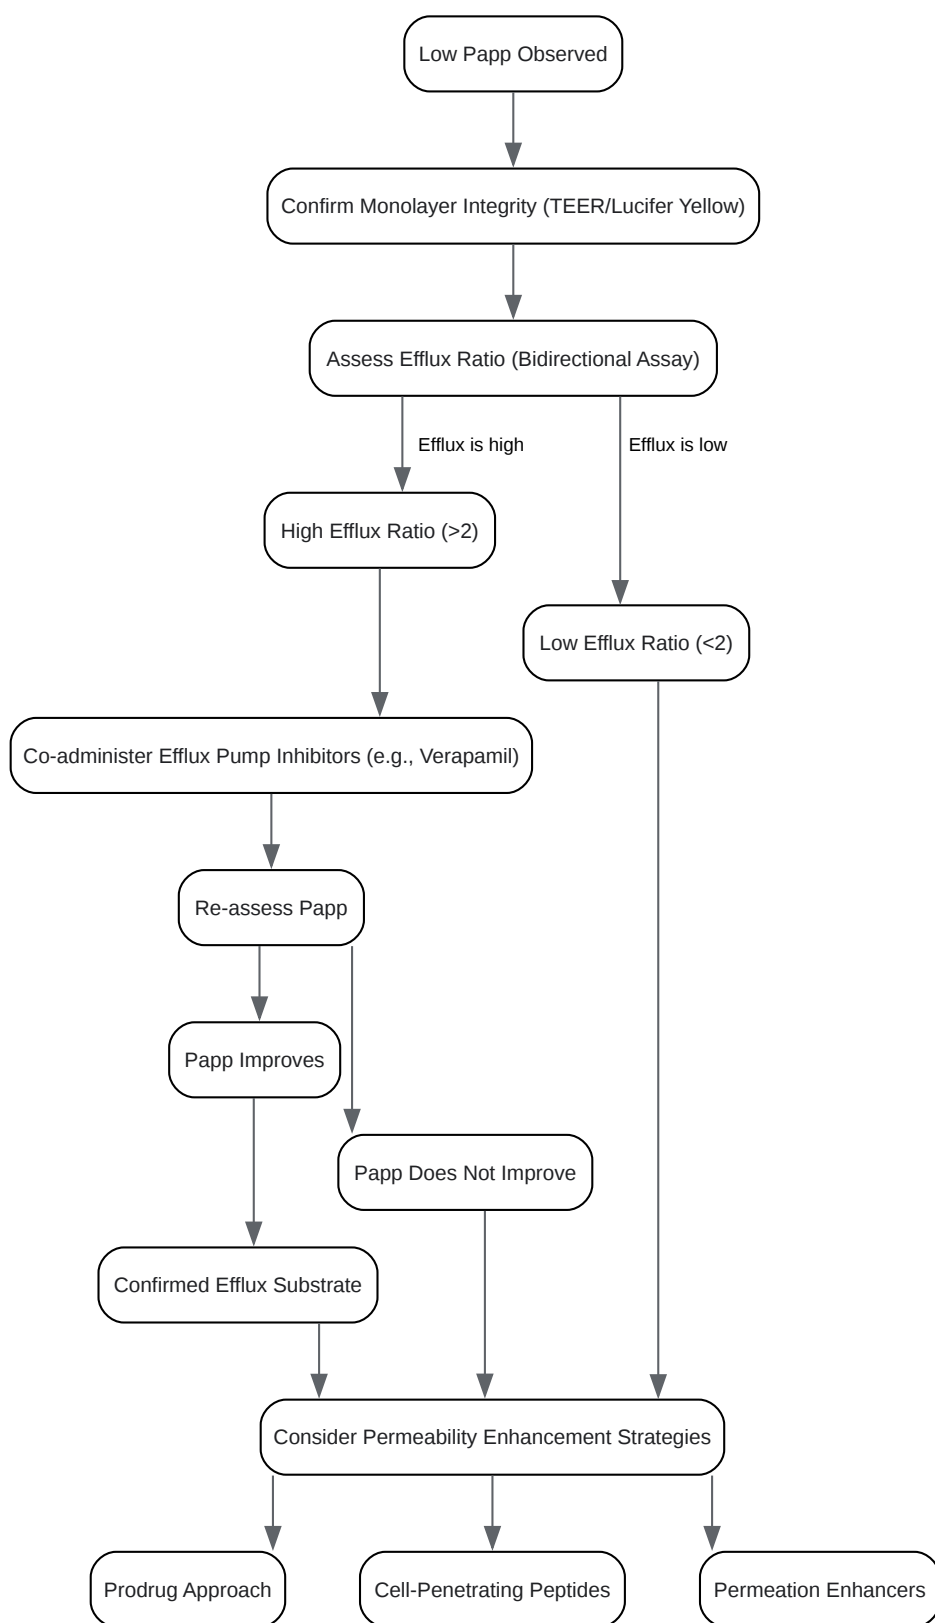 Low Papp Observed
Confirm Monolayer Integrity (TEER/Lucifer Yellow)
Assess Efflux Ratio (Bidirectional Assay)
Efflux is high
Efflux is low
High Efflux Ratio (>2)
Low Efflux Ratio (<2)
Co-administer Efflux Pump Inhibitors (e.g., Verapamil)
Re-assess Papp
Papp Improves
Papp Does Not Improve
Confirmed Efflux Substrate
Consider Permeability Enhancement Strategies
Prodrug Approach
Cell-Penetrating Peptides
Permeation Enhancers